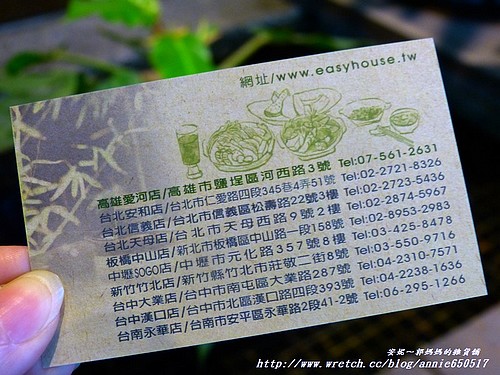 網址/www.easyhouse.tw
高雄愛河店/高雄市鹽埕區河西路3號 Tel:07-561-2631
台北安和店/台北市仁愛路四段345巷4弄51號 Tel:02-2721-8326
台北信義店/台北市信義區松壽路22號3樓 Tel:02-2723-5436
台北天母店/台北市天母西路9號2樓 Tel:02-2874-5967
板橋中山店/新北市板橋區中山路一段158號 Tel:02-8953-2983
中壢SOGO店/中壢市元化路357號8樓 Tel:03-425-8478
新竹竹北店/新竹縣竹北市莊敬二街8號 Tel:03-550-9716
台中大業店/台中市南屯區大業路287號 Tel:04-2310-7571
台中漢口店/台中市北區漢口路四段393號 Tel:04-2238-1636
台南永華店/台南市安平區永華路2段41-2號 Tel:06-295-1266
安妮~郭媽媽的雜貨舖
http://www.wretch.cc/blog/annie650517